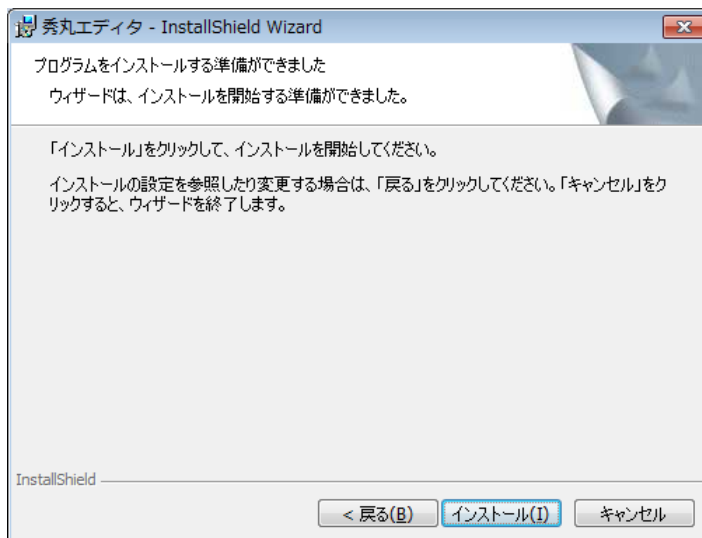 秀丸エディタ - InstallShield Wizard
プログラムをインストールする準備ができました
ウィザードは、インストールを開始する準備ができました。
「インストール」をクリックして、インストールを開始してください。
インストールの設定を参照したり変更する場合は、「戻る」をクリックしてください。「キャンセル」をク
リックすると、ウィザードを終了します。
InstallShield
< 戻る(B)
インストール(I)
キャンセル